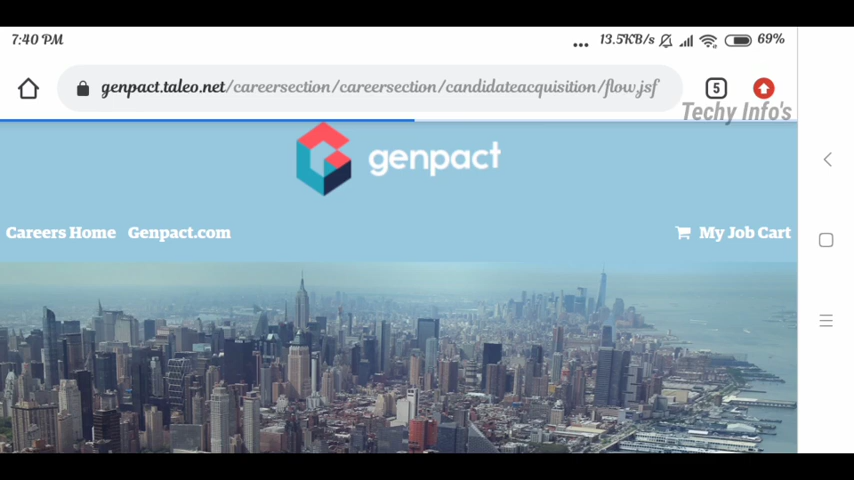 7:40 PM
... 13.5KB/s 69%
genpact.taleo.net/careersection/careersection/candidateacquisition/flow.jsf
5
Techy Info's
genpact
Careers Home Genpact.com My Job Cart